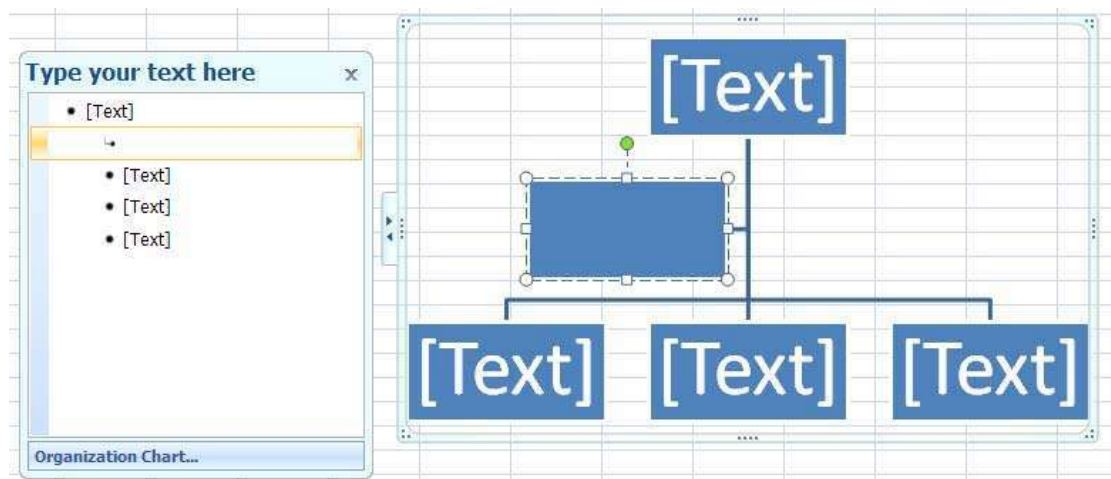 Type your text here x
[Text]
[Text]
[Text]
[Text]
Organization Chart...
[Text]
[Text] [Text] [Text]